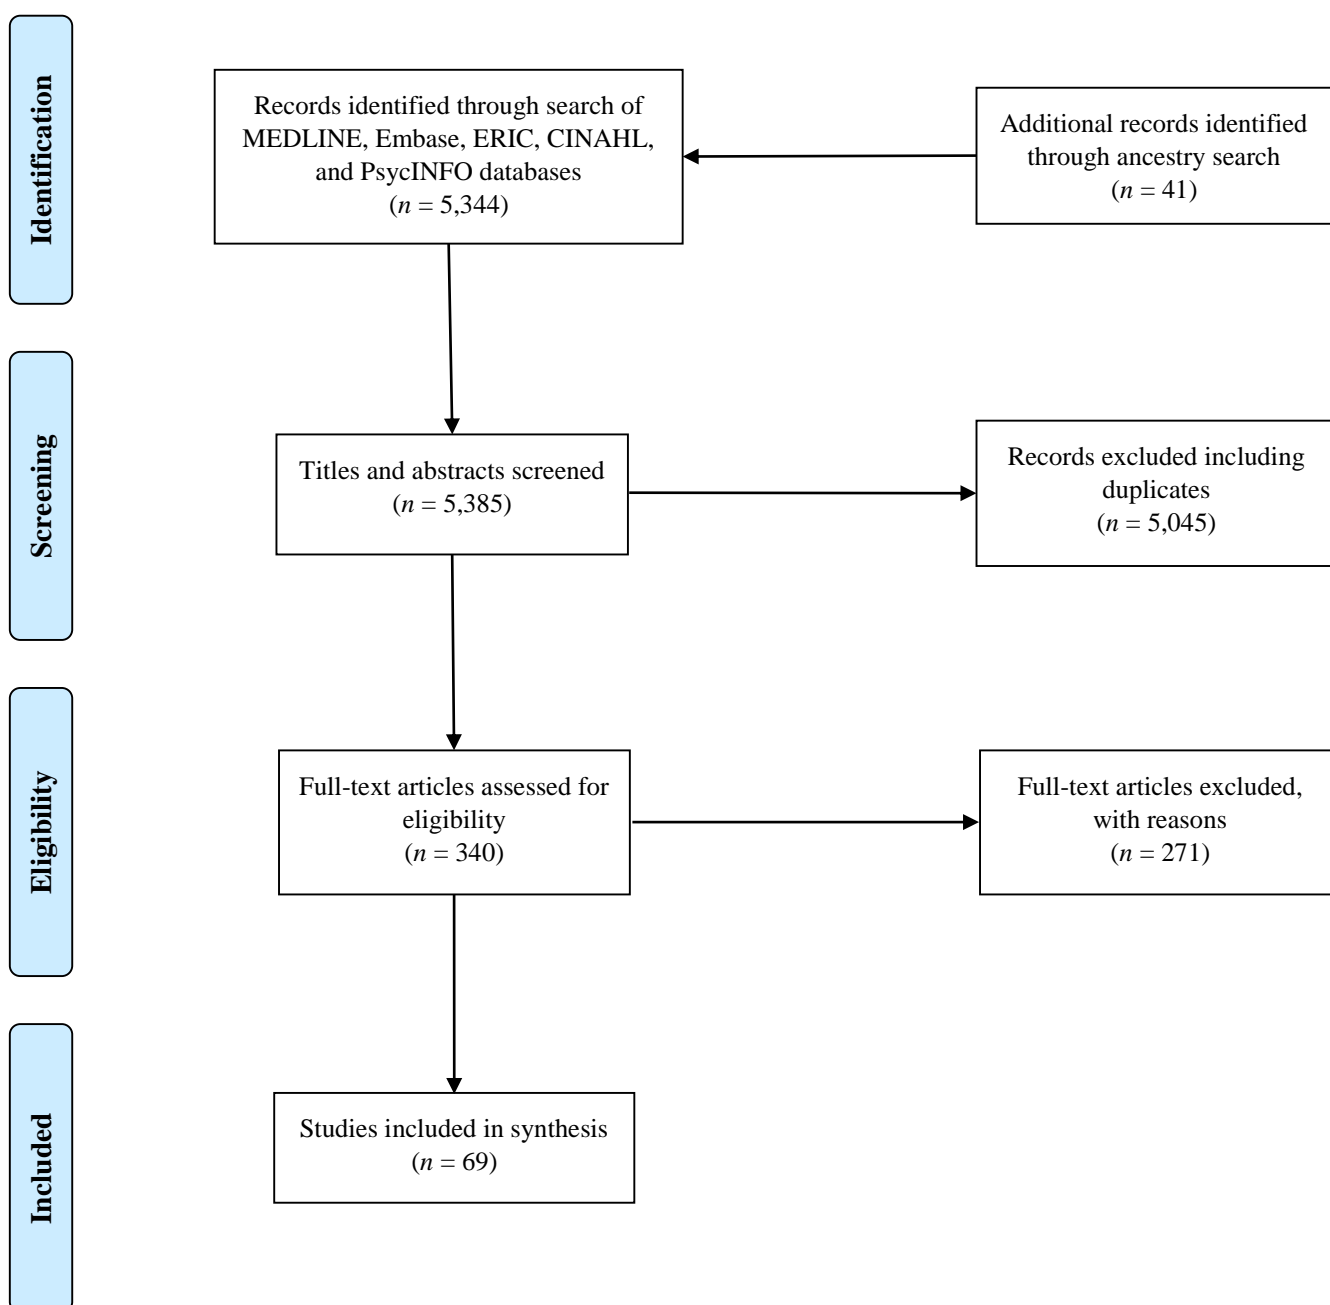 Identification
Records identified through search of
MEDLINE, Embase, ERIC, CINAHL,
and PsycINFO databases
(n = 5,344)
Additional records identified
through ancestry search
(n = 41)
Screening
Titles and abstracts screened
(n = 5,385)
Records excluded including
duplicates
(n = 5,045)
Eligibility
Full-text articles assessed for
eligibility
(n = 340)
Full-text articles excluded,
with reasons
(n = 271)
Included
Studies included in synthesis
(n = 69)